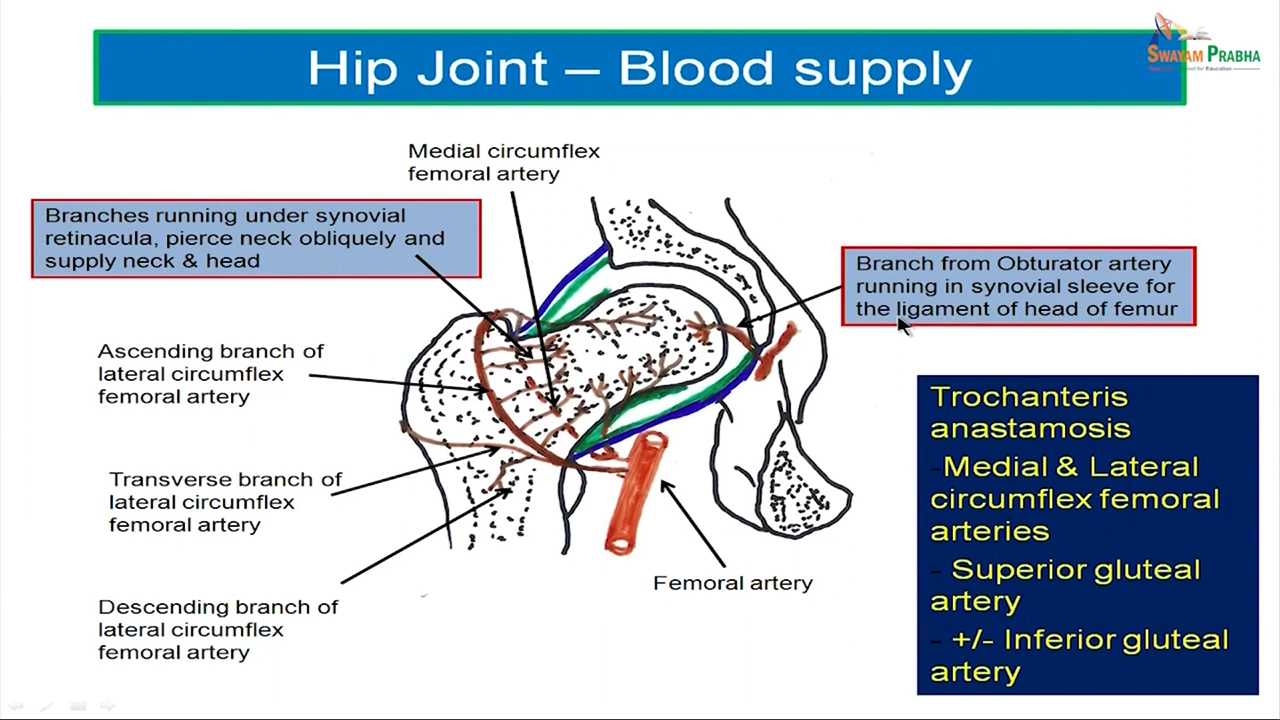 Hip Joint – Blood supply
SWAYAM PRABHA
Medial circumflex
femoral artery
Branches running under synovial
retinacula, pierce neck obliquely and
supply neck & head
Branch from Obturator artery
running in synovial sleeve for
the ligament of head of femur
Ascending branch of
lateral circumflex
femoral artery
Transverse branch of
lateral circumflex
femoral artery
Descending branch of
lateral circumflex
femoral artery
Femoral artery
Trochanteris
anastamosis
-Medial & Lateral
circumflex femoral
arteries
- Superior gluteal
artery
- +/- Inferior gluteal
artery